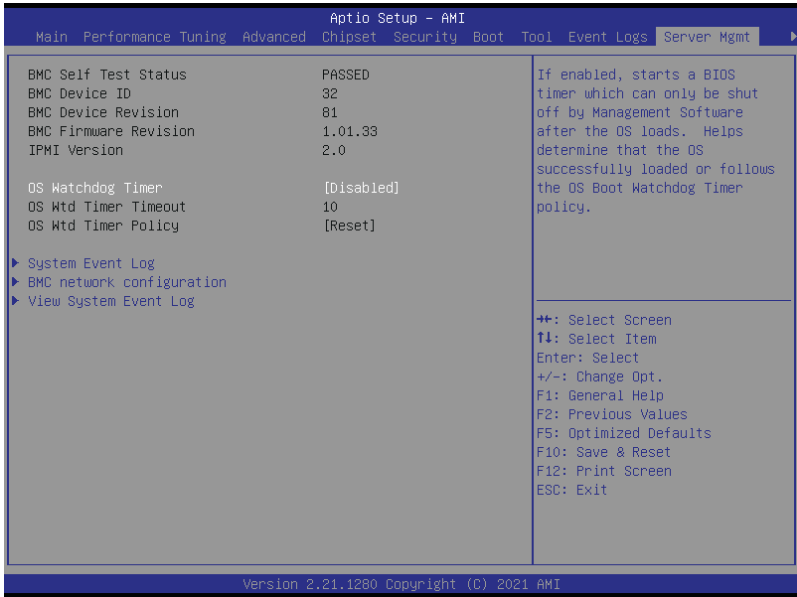 Aptio Setup – AMI
Main Performance Tuning Advanced Chipset Security Boot Tool Event Logs Server Mgmt
BMC Self Test Status PASSED
BMC Device ID 32
BMC Device Revision 81
BMC Firmware Revision 1.01.33
IPMI Version 2.0
OS Watchdog Timer [Disabled]
OS Wtd Timer Timeout 10
OS Wtd Timer Policy [Reset]
System Event Log
BMC network configuration
View System Event Log
If enabled, starts a BIOS
timer which can only be shut
off by Management Software
after the OS loads. Helps
determine that the OS
successfully loaded or follows
the OS Boot Watchdog Timer
policy.
→←: Select Screen
↑↓: Select Item
Enter: Select
+/-: Change Opt.
F1: General Help
F2: Previous Values
F5: Optimized Defaults
F10: Save & Reset
F12: Print Screen
ESC: Exit
Version 2.21.1280 Copyright (C) 2021 AMI